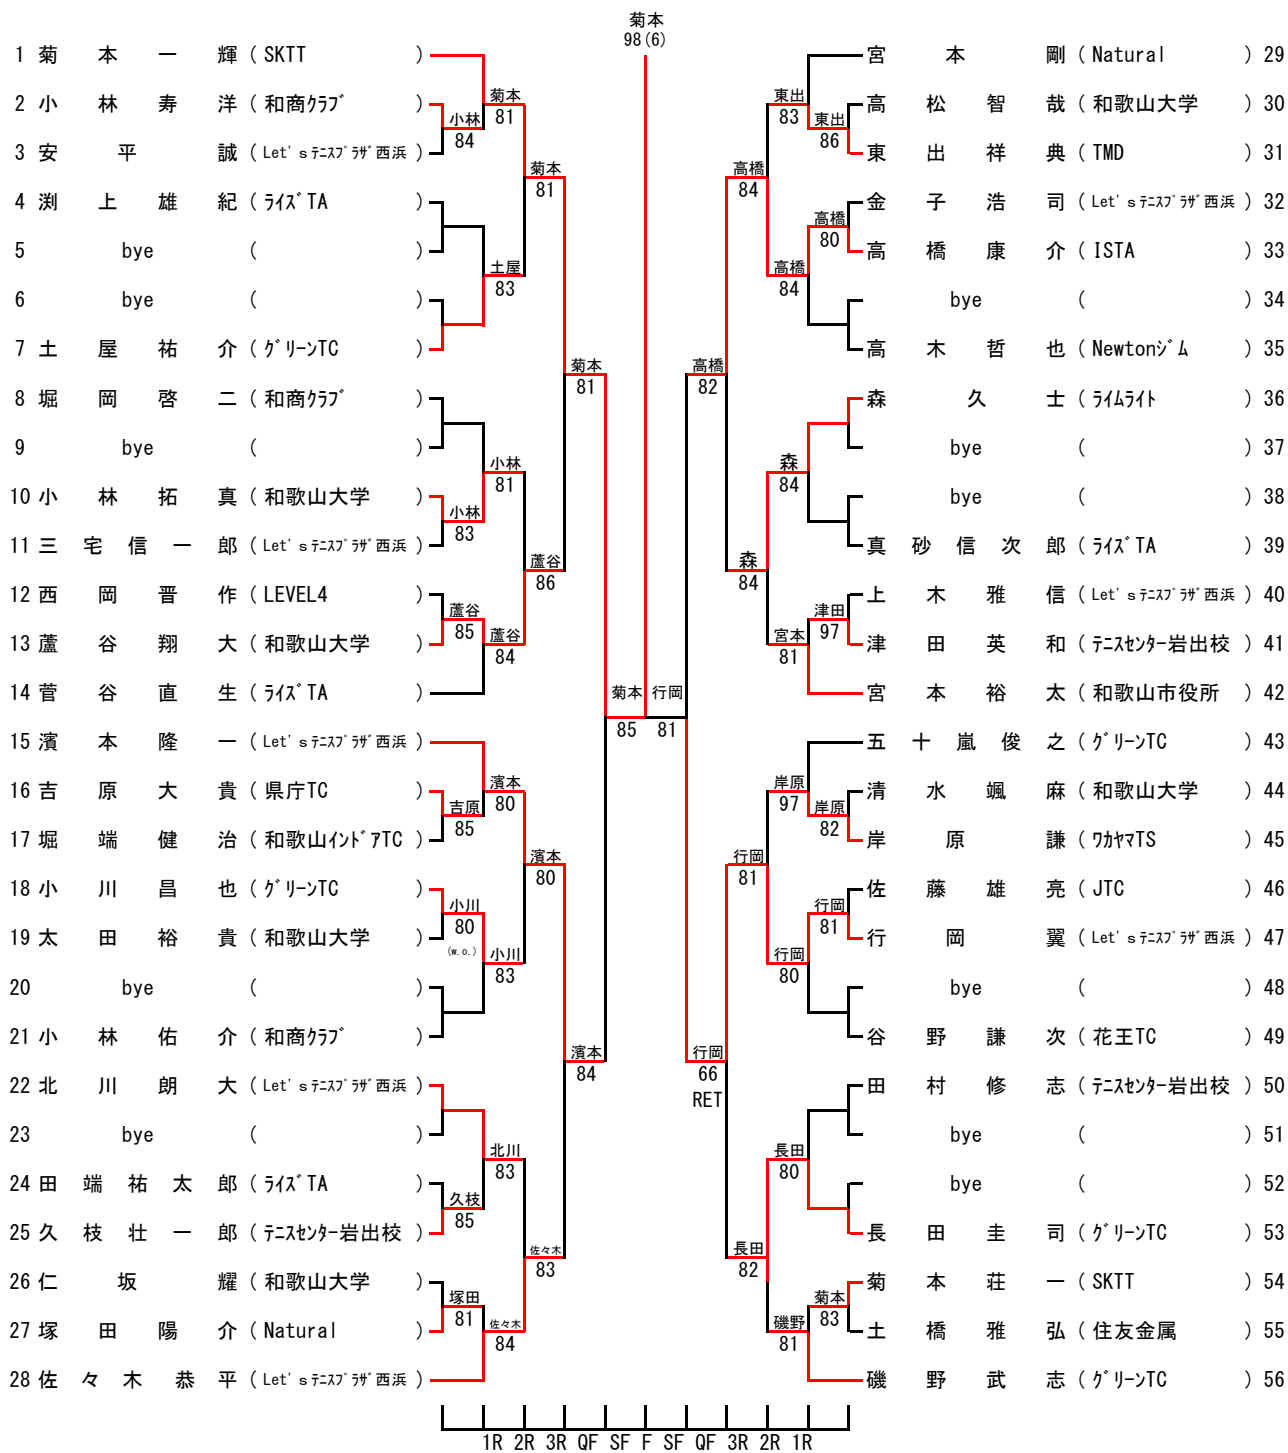 菊本
98(6)
1 菊本一輝 ( SKTT )
2 小林寿洋 ( 和商クラブ )
3 安平誠 ( Let'sテニスプラザ西浜 )
4 渕上雄紀 ( ライズTA )
5 bye ( )
6 bye ( )
7 土屋祐介 ( グリーンTC )
8 堀岡啓二 ( 和商クラブ )
9 bye ( )
10 小林拓真 ( 和歌山大学 )
11 三宅信一郎 ( Let'sテニスプラザ西浜 )
12 西岡晋作 ( LEVEL4 )
13 蘆谷翔大 ( 和歌山大学 )
14 菅谷直生 ( ライズTA )
15 濱本隆一 ( Let'sテニスプラザ西浜 )
16 吉原大貴 ( 県庁TC )
17 堀端健治 ( 和歌山インドアTC )
18 小川昌也 ( グリーンTC )
19 太田裕貴 ( 和歌山大学 )
20 bye ( )
21 小林佑介 ( 和商クラブ )
22 北川朗大 ( Let'sテニスプラザ西浜 )
23 bye ( )
24 田端祐太郎 ( ライズTA )
25 久枝壮一郎 ( テニスセンター岩出校 )
26 仁坂耀 ( 和歌山大学 )
27 塚田陽介 ( Natural )
28 佐々木恭平 ( Let'sテニスプラザ西浜 )
小林
84
小林
83
蘆谷
85
吉原
85
小川
80
(w.o.)
久枝
85
塚田
81
菊本
81
土屋
83
小林
81
蘆谷
84
濱本
80
小川
83
北川
83
佐々木
84
菊本
81
蘆谷
86
濱本
80
佐々木
83
菊本
81
濱本
84
菊本
85
行岡
81
高橋
82
行岡
66
RET
高橋
84
森
84
行岡
81
長田
82
東出
83
高橋
84
森
84
宮本
81
岸原
97
行岡
80
長田
80
磯野
81
東出
86
高橋
80
津田
97
岸原
82
行岡
81
菊本
83
宮本剛 ( Natural ) 29
高松智哉 ( 和歌山大学 ) 30
東出祥典 ( TMD ) 31
金子浩司 ( Let'sテニスプラザ西浜 ) 32
高橋康介 ( ISTA ) 33
bye ( ) 34
高木哲也 ( Newtonジム ) 35
森久士 ( ライムライト ) 36
bye ( ) 37
bye ( ) 38
真砂信次郎 ( ライズTA ) 39
上木雅信 ( Let'sテニスプラザ西浜 ) 40
津田英和 ( テニスセンター岩出校 ) 41
宮本裕太 ( 和歌山市役所 ) 42
五十嵐俊之 ( グリーンTC ) 43
清水颯麻 ( 和歌山大学 ) 44
岸原謙 ( ワカヤマTS ) 45
佐藤雄亮 ( JTC ) 46
行岡翼 ( Let'sテニスプラザ西浜 ) 47
bye ( ) 48
谷野謙次 ( 花王TC ) 49
田村修志 ( テニスセンター岩出校 ) 50
bye ( ) 51
bye ( ) 52
長田圭司 ( グリーンTC ) 53
菊本荘一 ( SKTT ) 54
土橋雅弘 ( 住友金属 ) 55
磯野武志 ( グリーンTC ) 56
1R 2R 3R QF SF F SF QF 3R 2R 1R